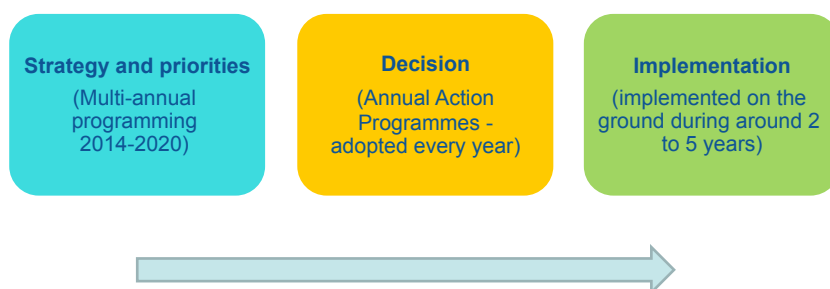 Strategy and priorities
(Multi-annual
programming
2014-2020)
Decision
(Annual Action
Programmes -
adopted every year)
Implementation
(implemented on the
ground during around 2
to 5 years)